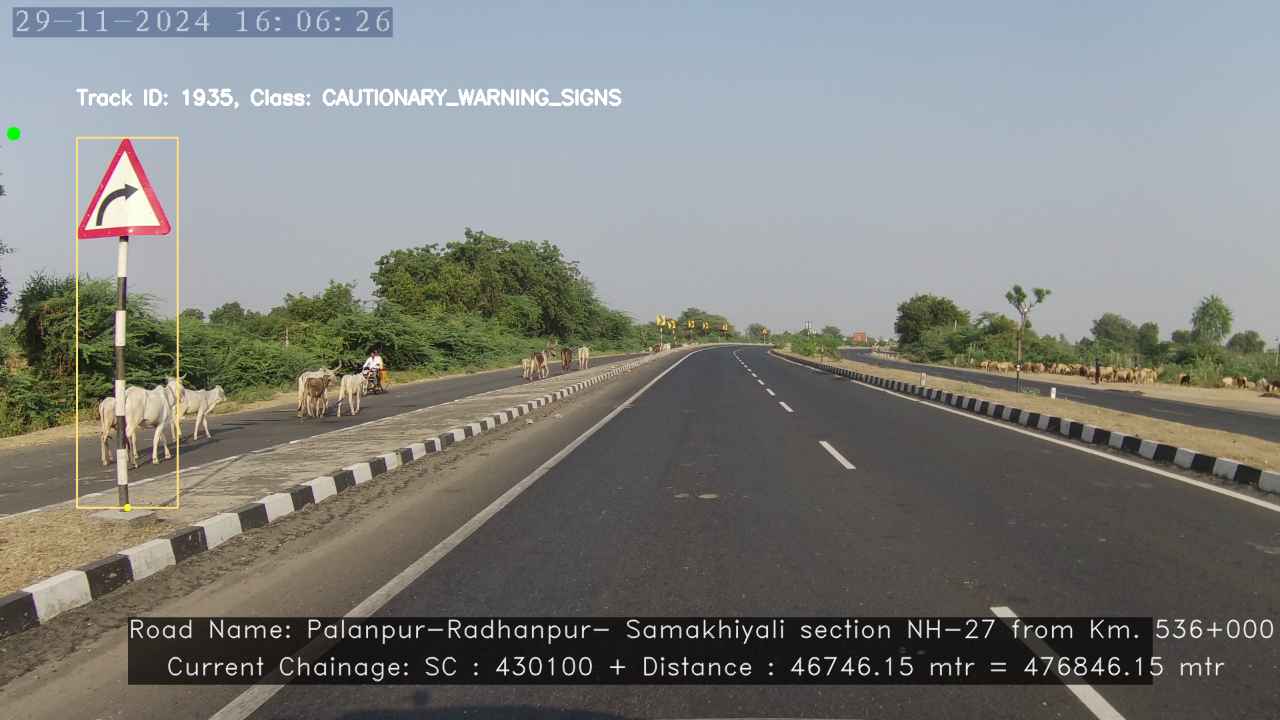 29-11-2024 16:06:26
Track ID: 1935, Class: CAUTIONARY_WARNING_SIGNS
Road Name: Palanpur-Radhanpur- Samakhiyali section NH-27 from Km. 536+000
Current Chainage: SC : 430100 + Distance : 46746.15 mtr = 476846.15 mtr